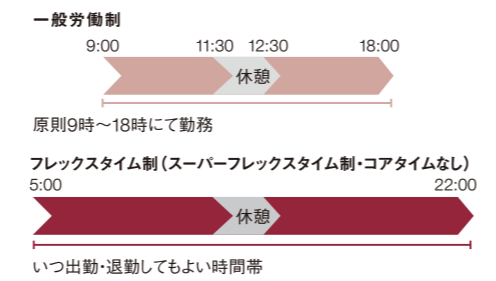 一般労働制
9:00 11:30 12:30 18:00
休憩
原則9時～18時にて勤務
フレックスタイム制（スーパーフレックスタイム制・コアタイムなし）
5:00 22:00
休憩
いつ出勤・退勤してもよい時間帯